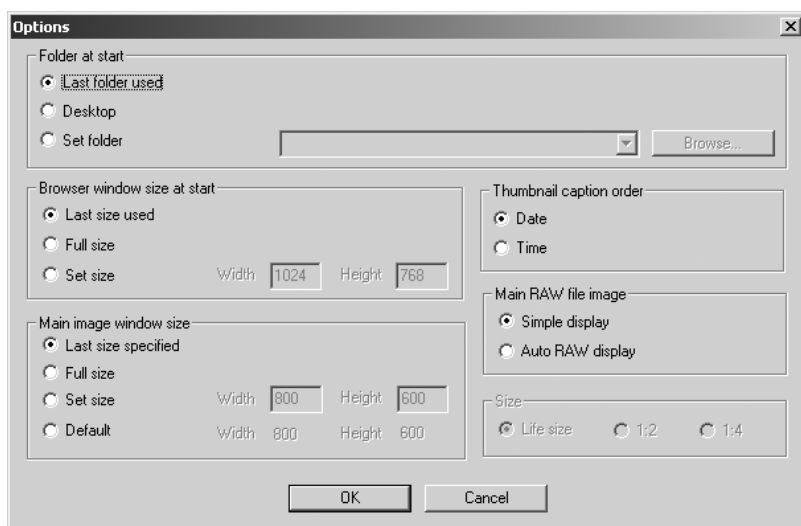 Options
Folder at start
Last folder used
Desktop
Set folder
Browse...
Browser window size at start
Last size used
Full size
Set size Width 1024 Height 768
Thumbnail caption order
Date
Time
Main image window size
Last size specified
Full size
Set size Width 800 Height 600
Default Width 800 Height 600
Main RAW file image
Simple display
Auto RAW display
Size
Life size 1:2 1:4
OK Cancel